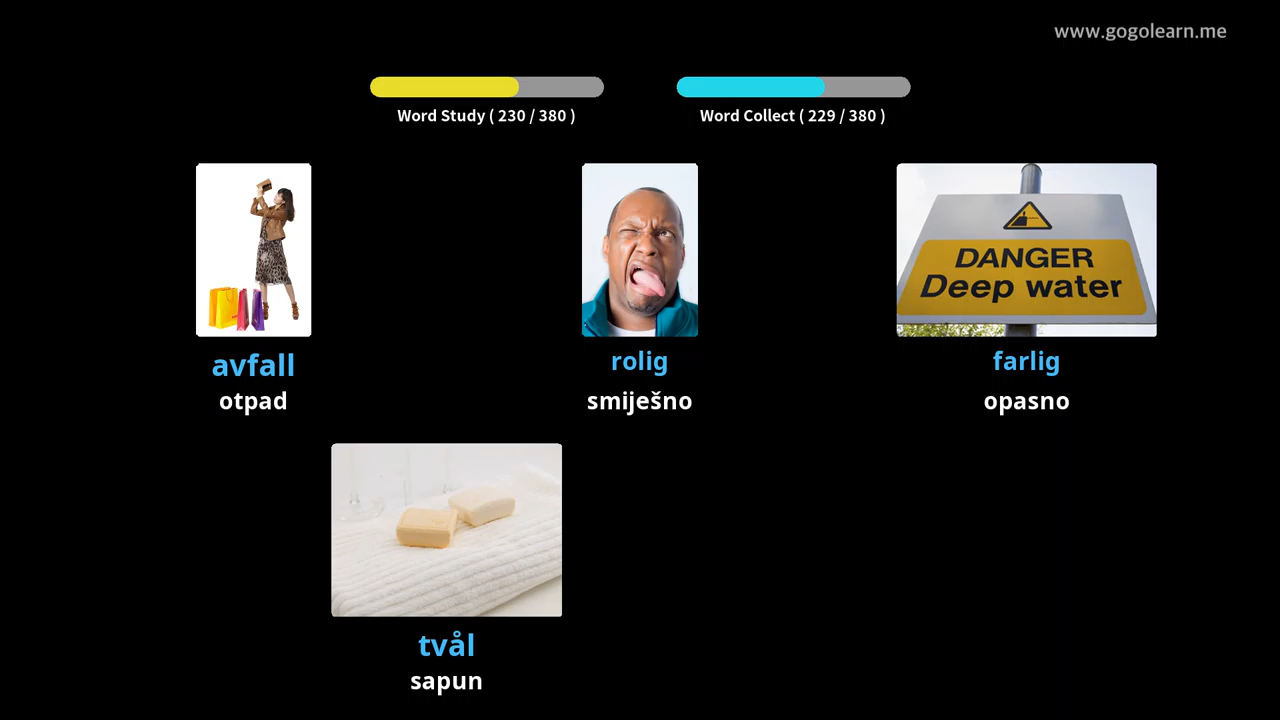 www.gogolearn.me
Word Study ( 230 / 380 )
Word Collect ( 229 / 380 )
DANGER
Deep water
avfall
otpad
rolig
smiješno
farlig
opasno
tvål
sapun